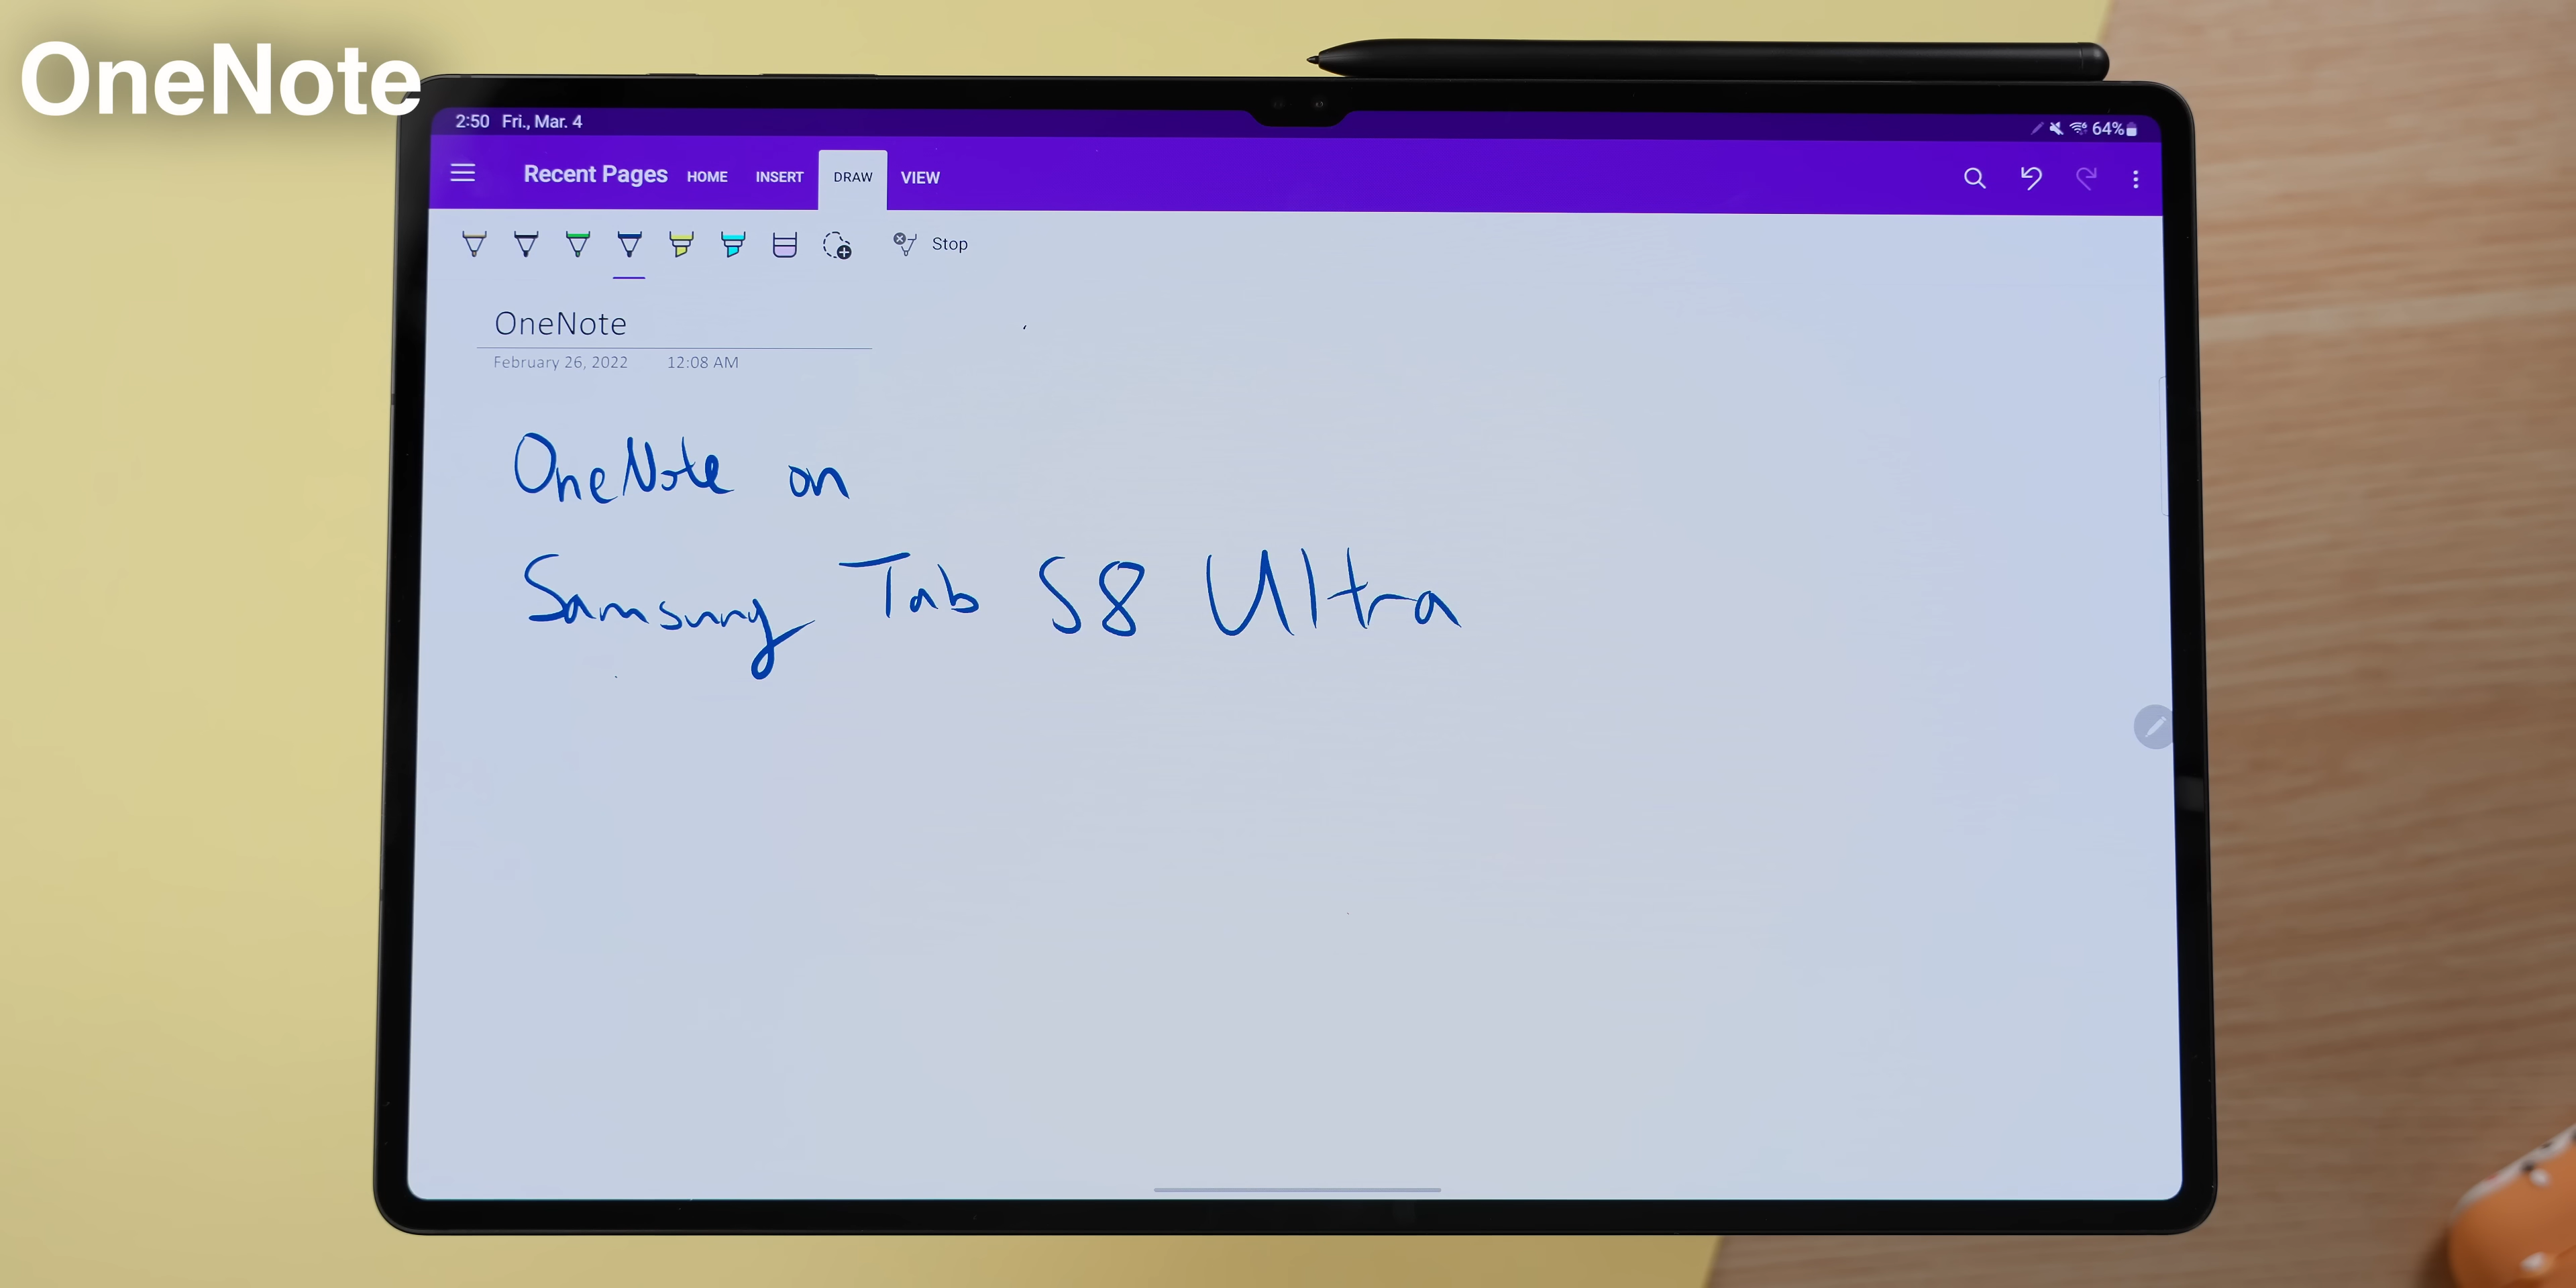 OneNote
2:50 Fri., Mar. 4 64%
Recent Pages HOME INSERT DRAW VIEW
Stop
OneNote
February 26, 2022 12:08 AM
OneNote on
Samsung Tab S8 Ultra